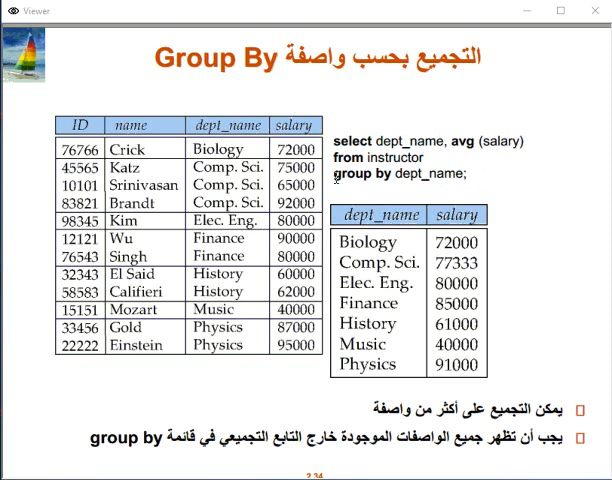 Viewer
التجميع بحسب واصفة Group By
ID name dept_name salary
76766 Crick Biology 72000
45565 Katz Comp. Sci. 75000
10101 Srinivasan Comp. Sci. 65000
83821 Brandt Comp. Sci. 92000
98345 Kim Elec. Eng. 80000
12121 Wu Finance 90000
76543 Singh Finance 80000
32343 El Said History 60000
58583 Califieri History 62000
15151 Mozart Music 40000
33456 Gold Physics 87000
22222 Einstein Physics 95000
select dept_name, avg (salary)
from instructor
group by dept_name;
dept_name salary
Biology 72000
Comp. Sci. 77333
Elec. Eng. 80000
Finance 85000
History 61000
Music 40000
Physics 91000
يمكن التجميع على أكثر من واصفة
يجب أن تظهر جميع الواصفات الموجودة خارج التابع التجميعي في قائمة group by
2.34